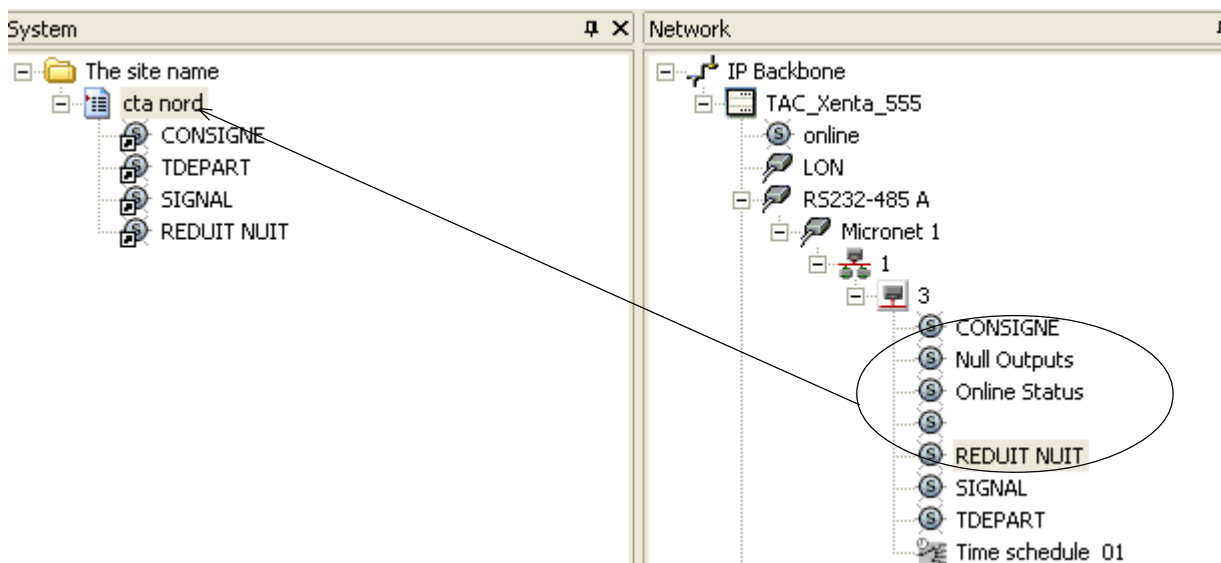 System
The site name
cta nord
CONSIGNE
TDEPART
SIGNAL
REDUIT NUIT
Network
IP Backbone
TAC_Xenta_555
online
LON
RS232-485 A
Micronet 1
1
3
CONSIGNE
Null Outputs
Online Status
REDUIT NUIT
SIGNAL
TDEPART
Time schedule 01